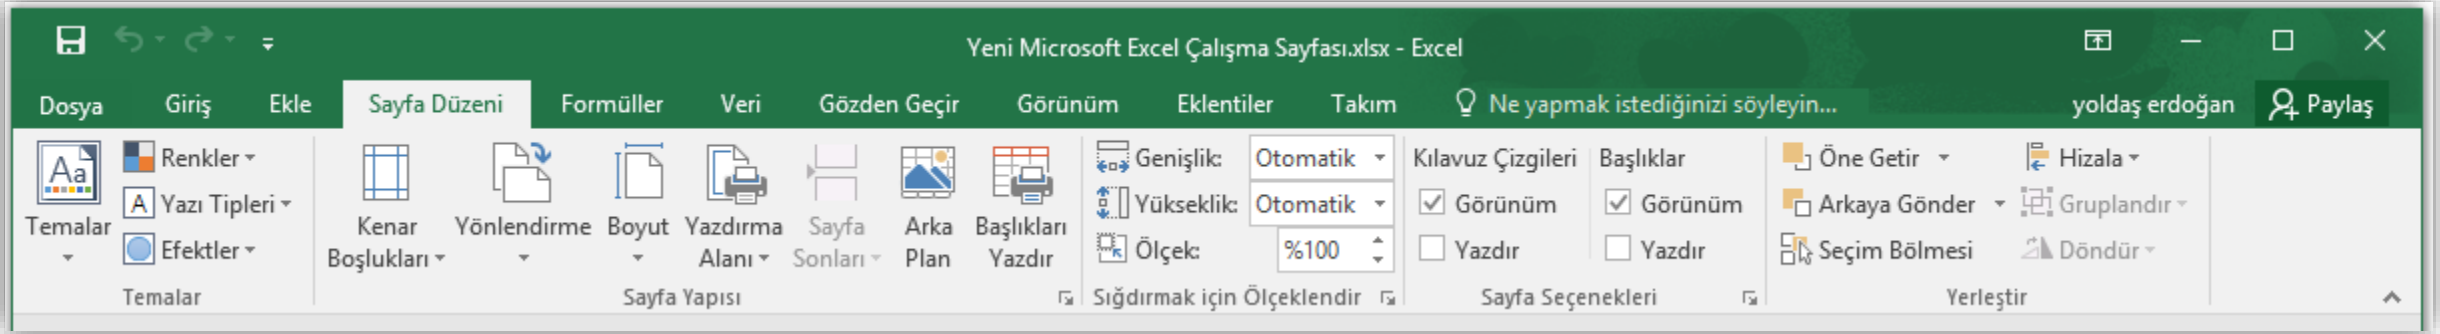 Yeni Microsoft Excel Çalışma Sayfası.xlsx - Excel
Dosya Giriş Ekle Sayfa Düzeni Formüller Veri Gözden Geçir Görünüm Eklentiler Takım Ne yapmak istediğinizi söyleyin... yoldaş erdoğan Paylaş
Aa
Temalar
Renkler
A Yazı Tipleri
Efektler
Temalar
Kenar
Boşlukları
Yönlendirme
Boyut
Yazdırma
Alanı
Sayfa
Sonları
Arka
Plan
Başlıkları
Yazdır
Sayfa Yapısı
Genişlik: Otomatik
Yükseklik: Otomatik
Ölçek: %100
Sığdırmak için Ölçeklendir
Kılavuz Çizgileri
Görünüm
Yazdır
Başlıklar
Görünüm
Yazdır
Sayfa Seçenekleri
Öne Getir
Arkaya Gönder
Seçim Bölmesi
Hizala
Gruplandır
Döndür
Yerleştir